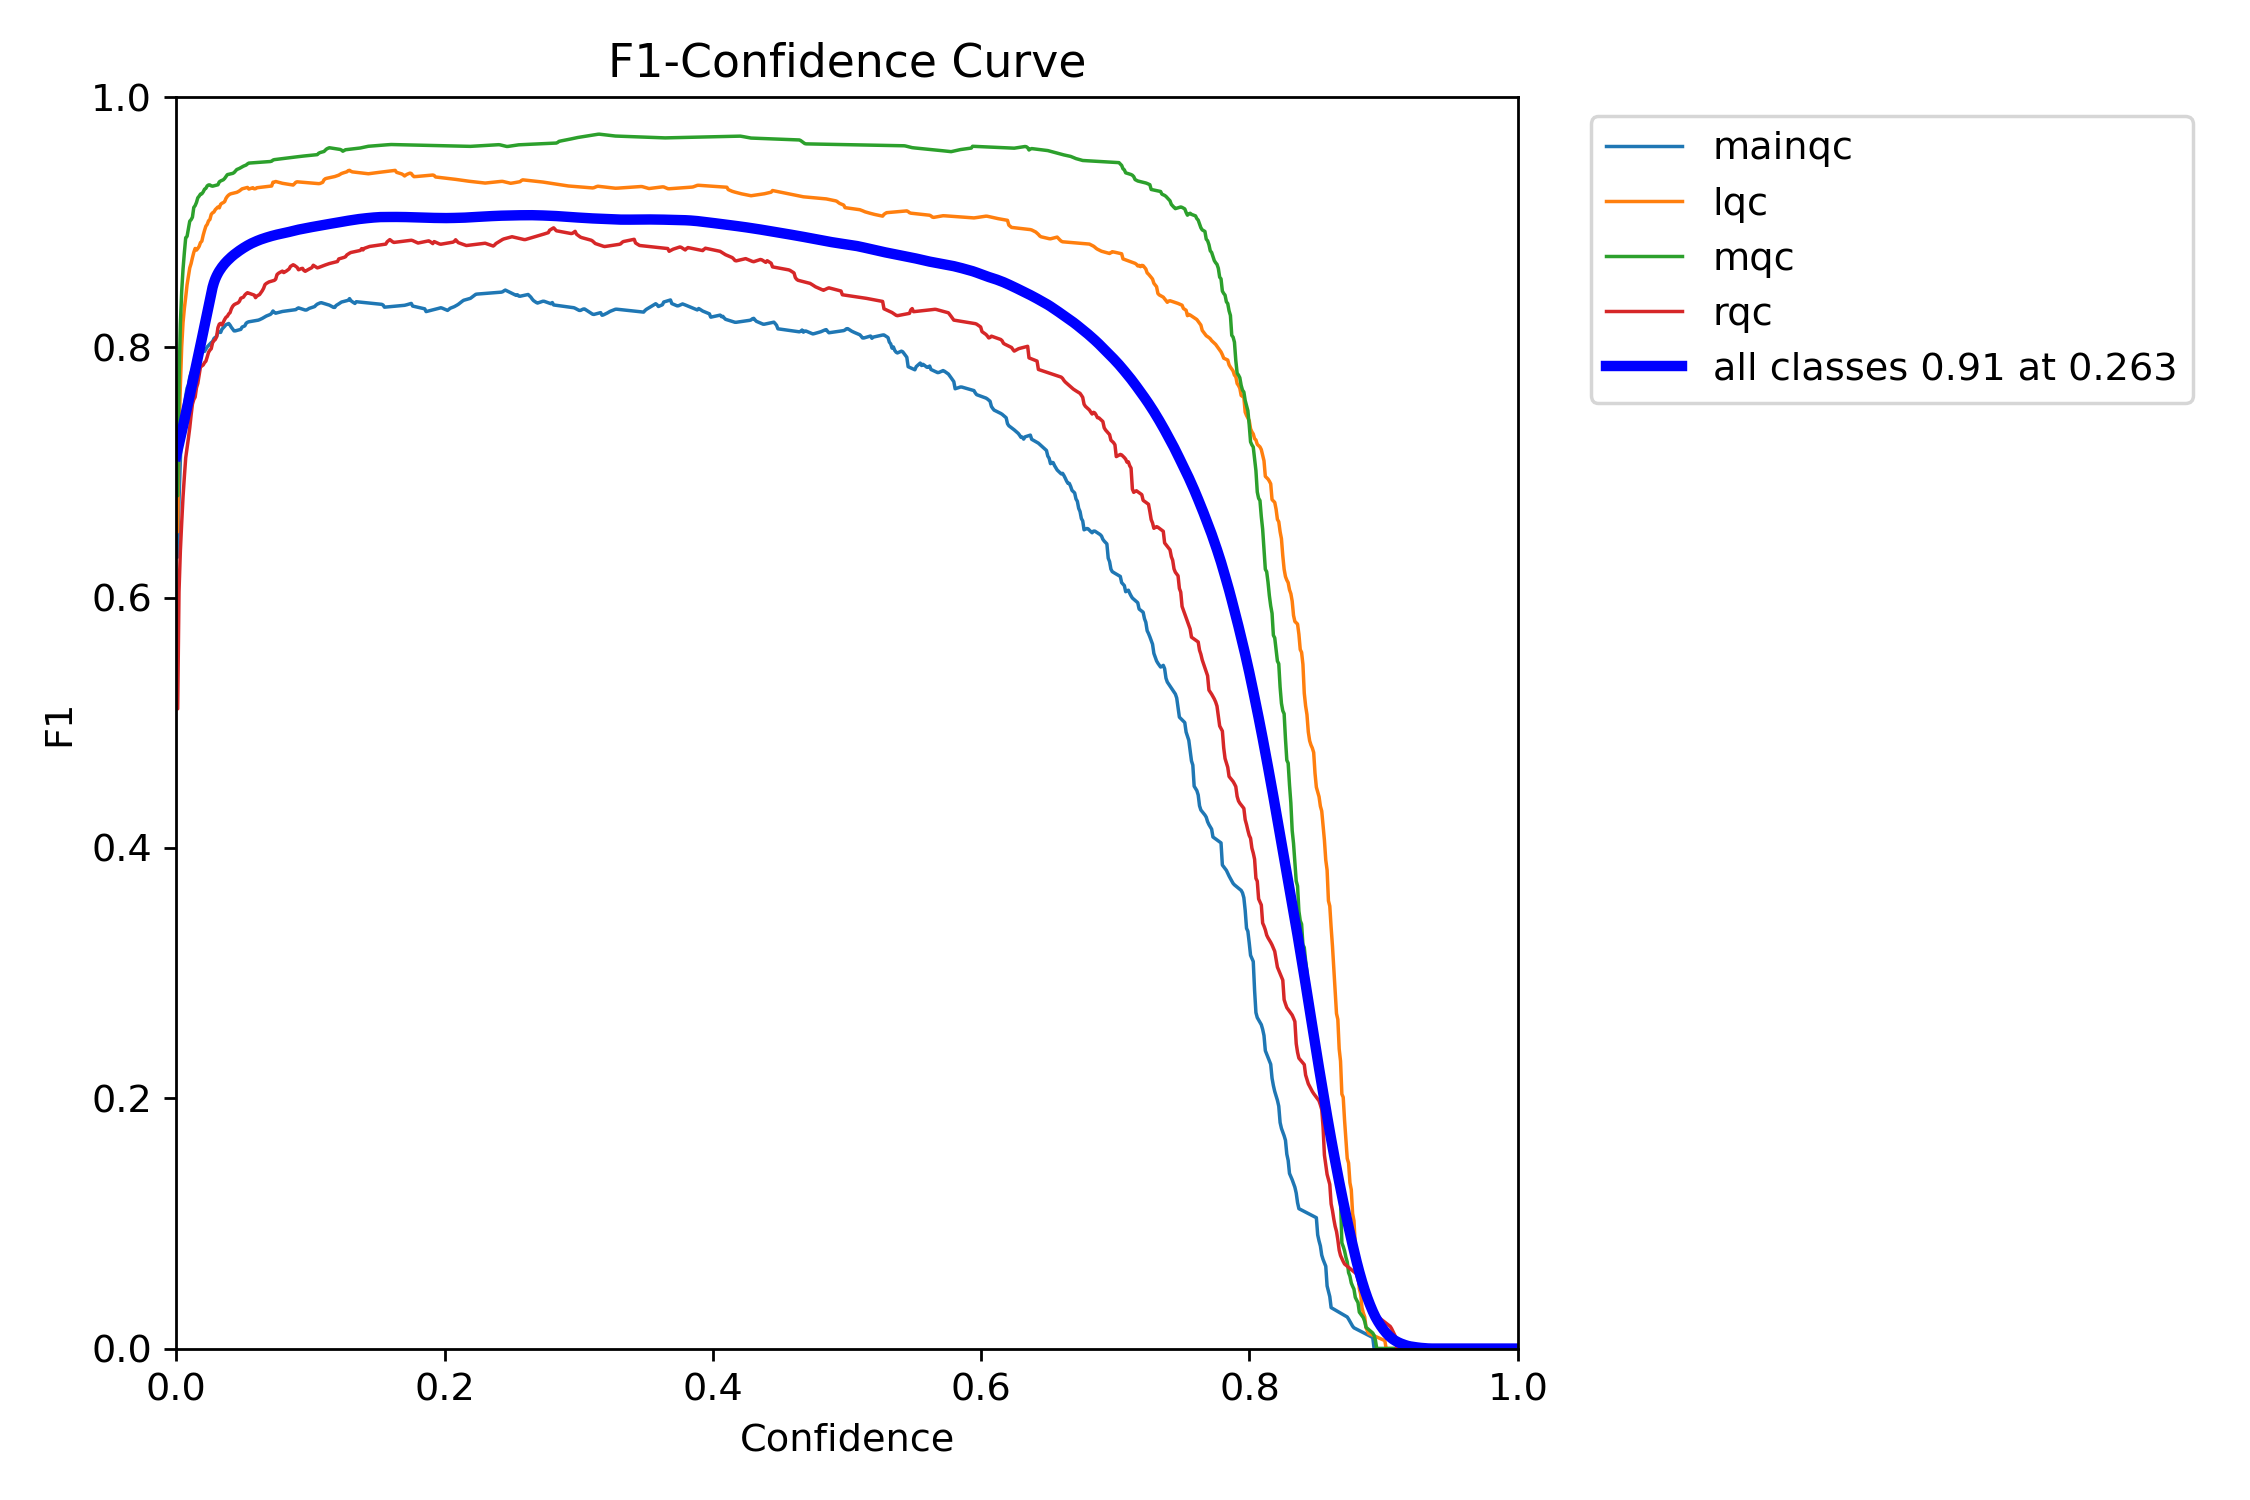 F1-Confidence Curve
1.0
0.8
0.6
0.4
0.2
0.0
F1
0.0 0.2 0.4 0.6 0.8 1.0
Confidence
mainqc
lqc
mqc
rqc
all classes 0.91 at 0.263